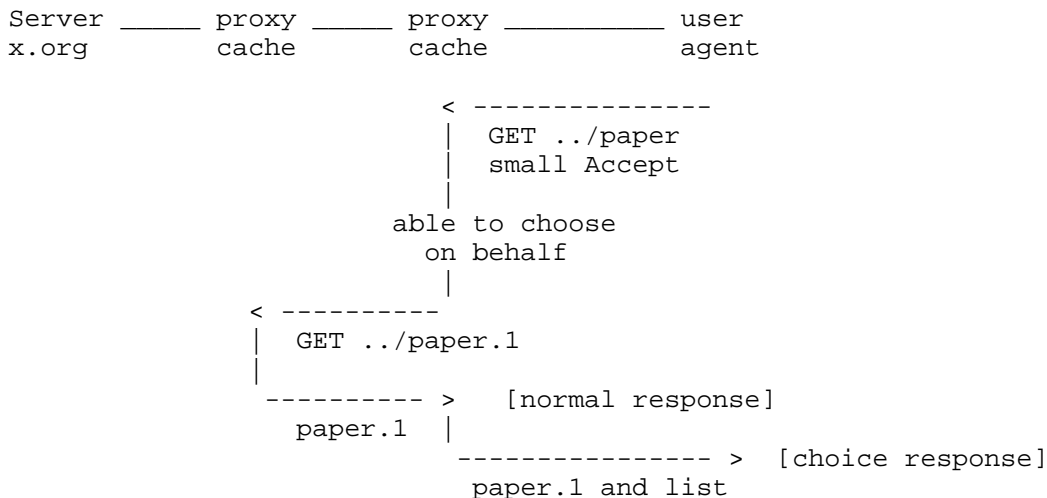 Server _____ proxy _____ proxy __________ user
x.org cache cache agent
< ---------------
| GET ../paper
| small Accept
|
able to choose
on behalf
|
< ----------
| GET ../paper.1
|
---------- > [normal response]
paper.1 |
---------------- > [choice response]
paper.1 and list